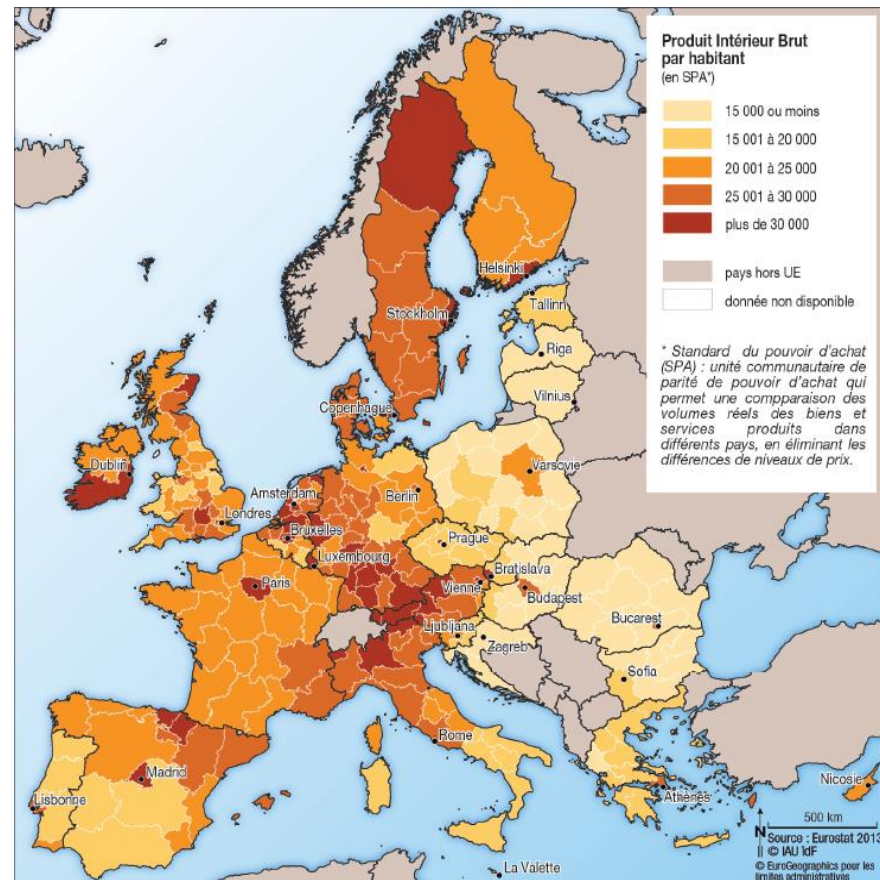 Produit Intérieur Brut
par habitant
(en SPA*)
15 000 ou moins
15 001 à 20 000
20 001 à 25 000
25 001 à 30 000
plus de 30 000
pays hors UE
donnée non disponible
* Standard du pouvoir d'achat
(SPA) : unité communautaire de
parité de pouvoir d'achat qui
permet une compparaison des
volumes réels des biens et
services produits dans
différents pays, en éliminant les
différences de niveaux de prix.
Helsinki
Tallinn
Stockholm
Riga
Vilnius
Copenhague
Dublin
Varsovie
Amsterdam
Berlin
Londres
Bruxelles
Prague
Luxembourg
Paris
Bratislava
Vienne
Budapest
Ljubljana
Bucarest
Zagreb
Sofia
Rome
Madrid
Lisbonne
Nicosie
Athènes
La Valette
500 km
N
Source : Eurostat 2013
© IAU îdF
© EuroGeographics pour les
limites administratives